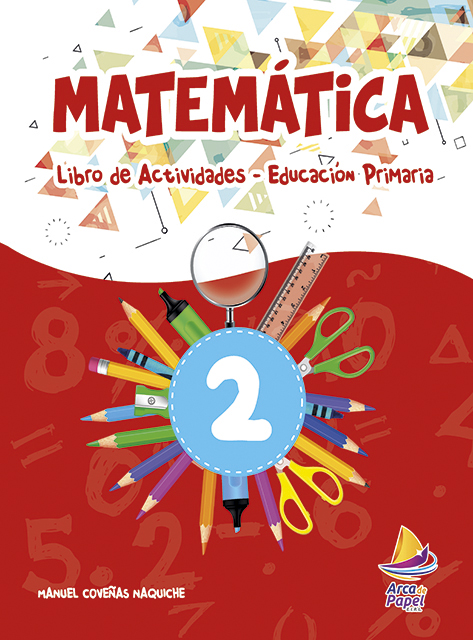 MATEMÁTiCA
Libro de Actividades - Educación Primaria
2
MANUEL COVEÑAS NAQUICHE
Arca de
Papel
E.I.R.L.